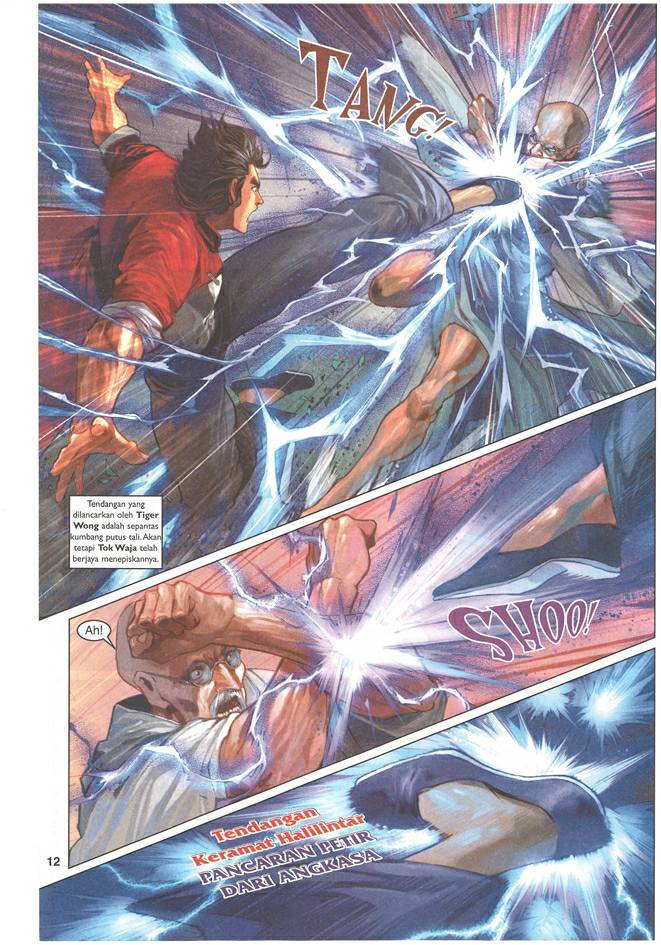 TANG!
Tendangan yang
dilancarkan oleh Tiger
Wong adalah sepantas
kumbang putus tali. Akan
tetapi Tok Waja telah
berjaya menepiskannya.
Ah!
SHOO!
Tendangan
Keramat Halilintar
PANCARAN PETIR
DARI ANGKASA
12